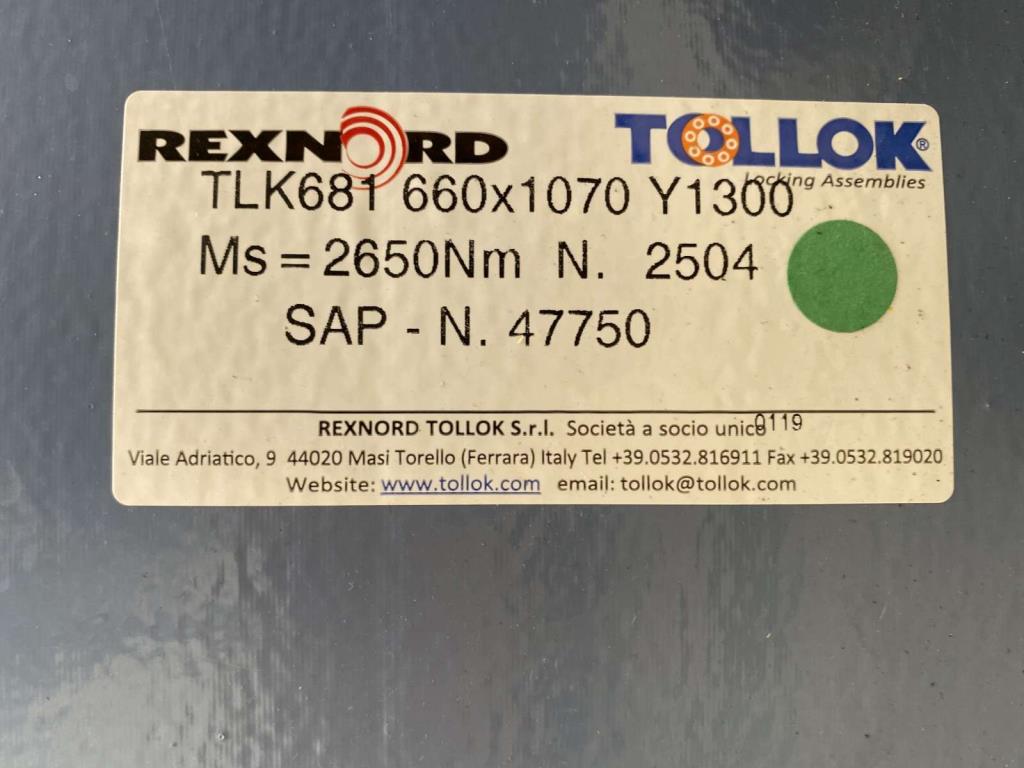 REXNORD TOLLOK®
Locking Assemblies
TLK681 660x1070 Y1300
Ms = 2650Nm N. 2504
SAP - N. 47750
REXNORD TOLLOK S.r.l. Società a socio unico 0119
Viale Adriatico, 9 44020 Masi Torello (Ferrara) Italy Tel +39.0532.816911 Fax +39.0532.819020
Website: www.tollok.com email: tollok@tollok.com